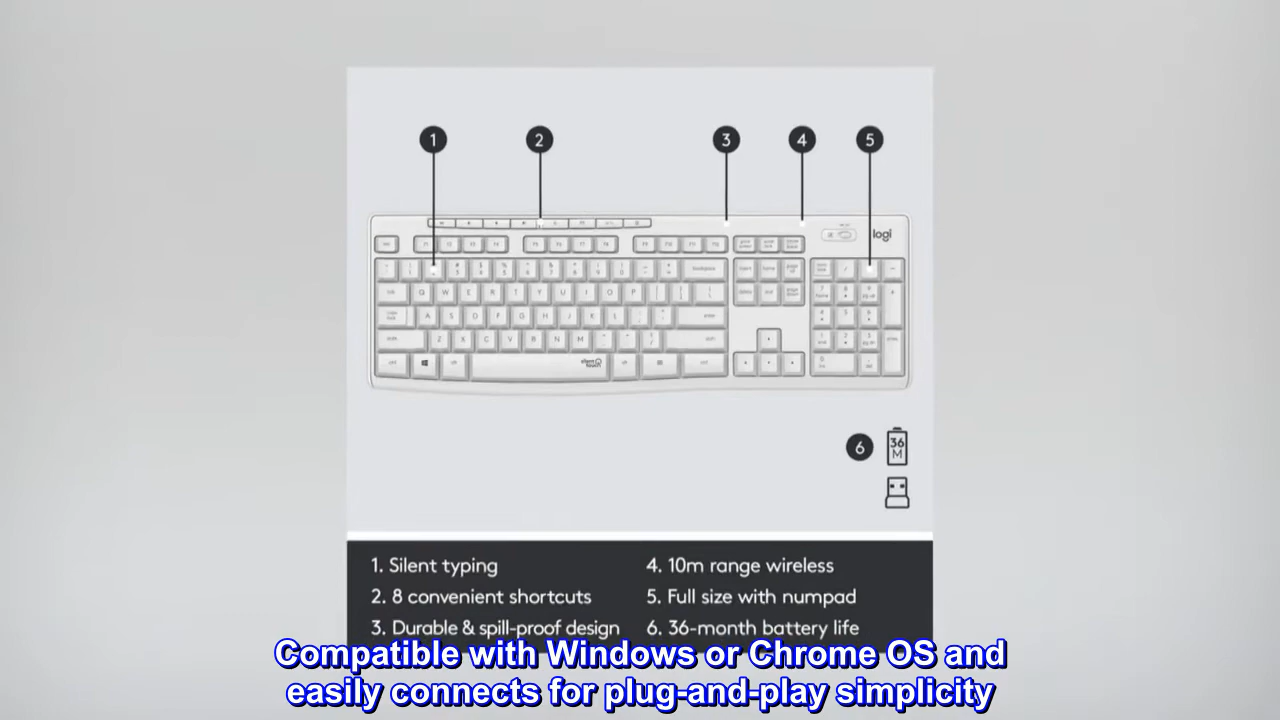 1
2
3
4
5
logi
Q W E R T Y U I O P
A S D F G H J K L
Z X C V B N M
silent touch
6
36
M
1. Silent typing
2. 8 convenient shortcuts
3. Durable & spill-proof design
4. 10m range wireless
5. Full size with numpad
6. 36-month battery life
Compatible with Windows or Chrome OS and
easily connects for plug-and-play simplicity